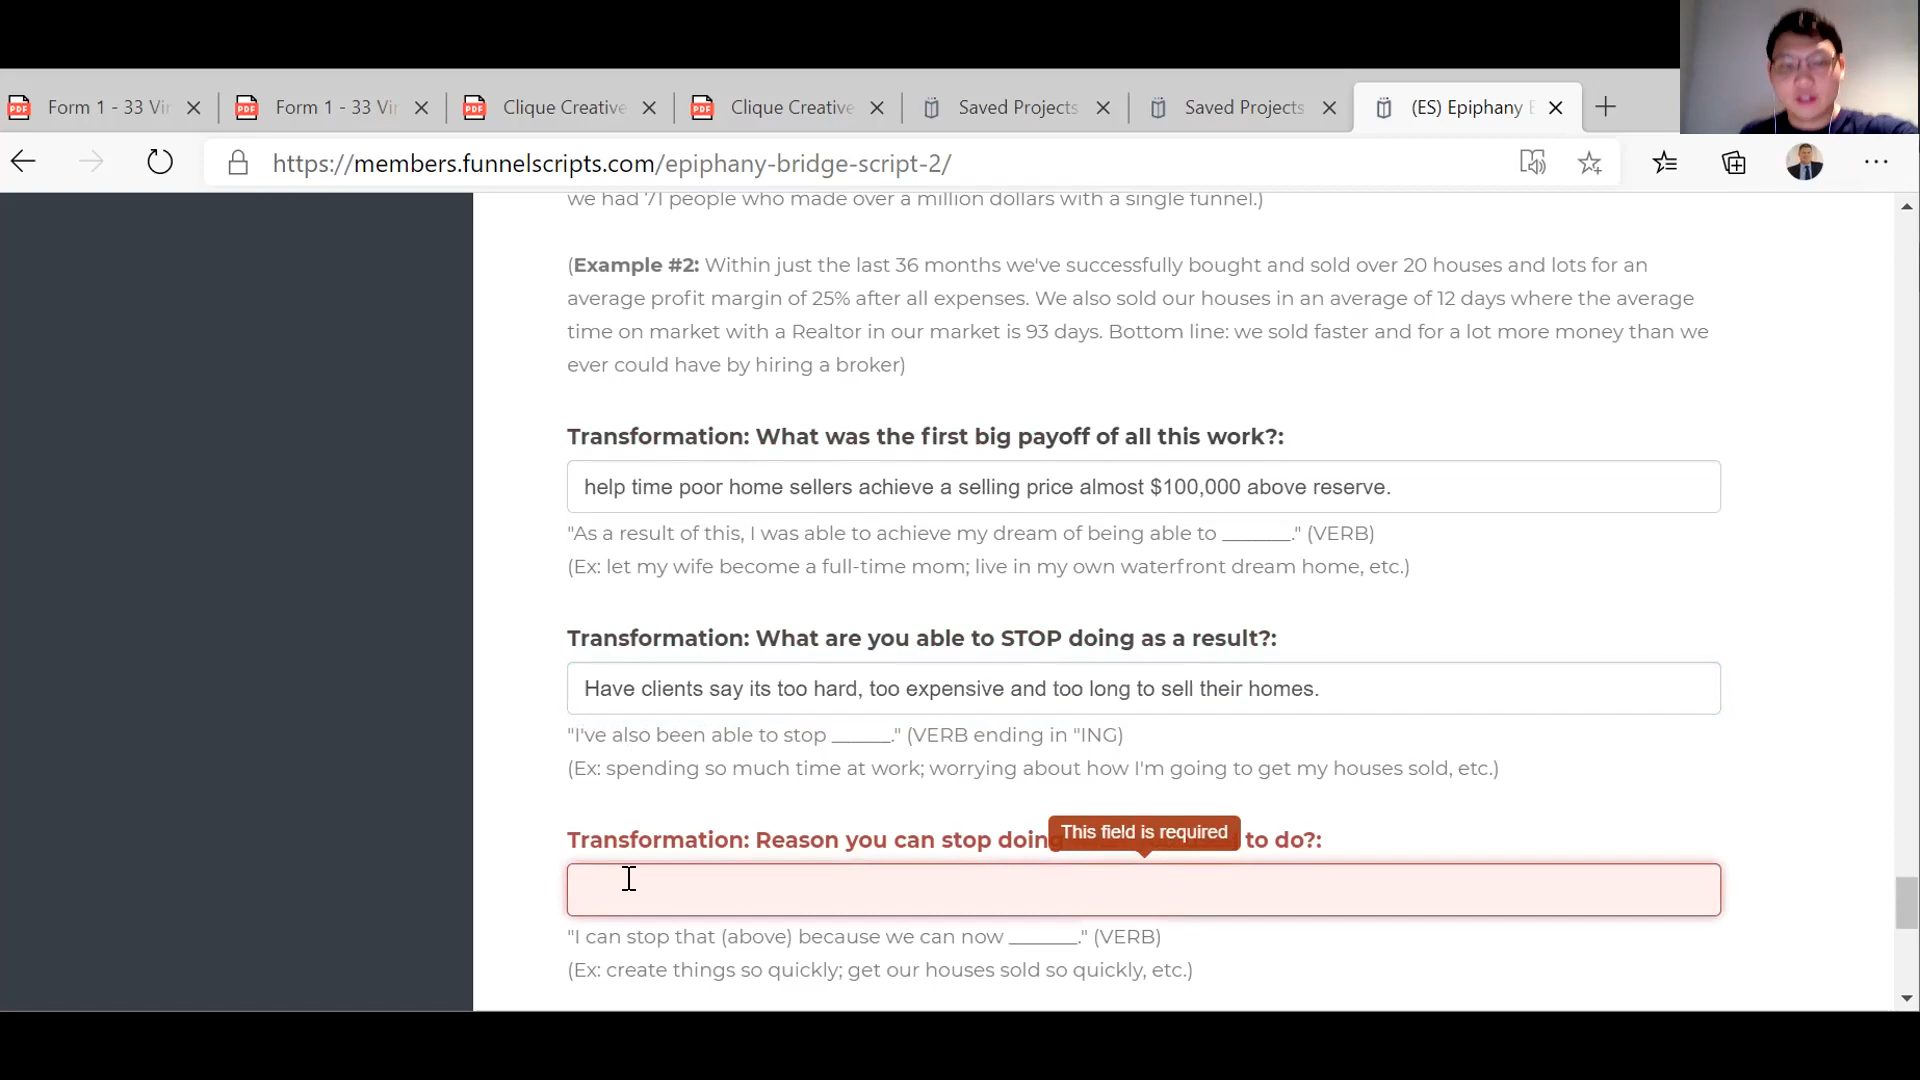 Form 1 - 33 Vir
Form 1 - 33 Vir
Clique Creative
Clique Creative
Saved Projects
Saved Projects
(ES) Epiphany
https://members.funnelscripts.com/epiphany-bridge-script-2/
we had 71 people who made over a million dollars with a single funnel.)
(Example #2: Within just the last 36 months we've successfully bought and sold over 20 houses and lots for an
average profit margin of 25% after all expenses. We also sold our houses in an average of 12 days where the average
time on market with a Realtor in our market is 93 days. Bottom line: we sold faster and for a lot more money than we
ever could have by hiring a broker)
Transformation: What was the first big payoff of all this work?:
help time poor home sellers achieve a selling price almost $100,000 above reserve.
"As a result of this, I was able to achieve my dream of being able to _______." (VERB)
(Ex: let my wife become a full-time mom; live in my own waterfront dream home, etc.)
Transformation: What are you able to STOP doing as a result?:
Have clients say its too hard, too expensive and too long to sell their homes.
"I've also been able to stop ______." (VERB ending in "ING)
(Ex: spending so much time at work; worrying about how I'm going to get my houses sold, etc.)
This field is required
Transformation: Reason you can stop doing to do?:
"I can stop that (above) because we can now _______." (VERB)
(Ex: create things so quickly; get our houses sold so quickly, etc.)